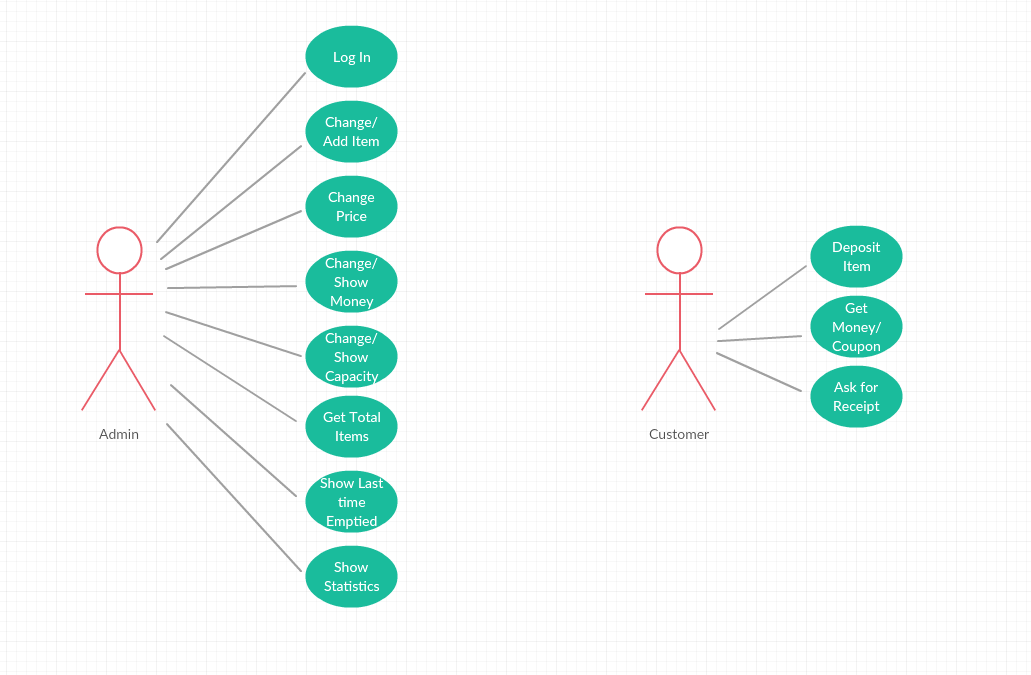 Log In
Change/
Add Item
Change
Price
Change/
Show
Money
Change/
Show
Capacity
Get Total
Items
Show Last
time
Emptied
Show
Statistics
Admin
Deposit
Item
Get
Money/
Coupon
Ask for
Receipt
Customer